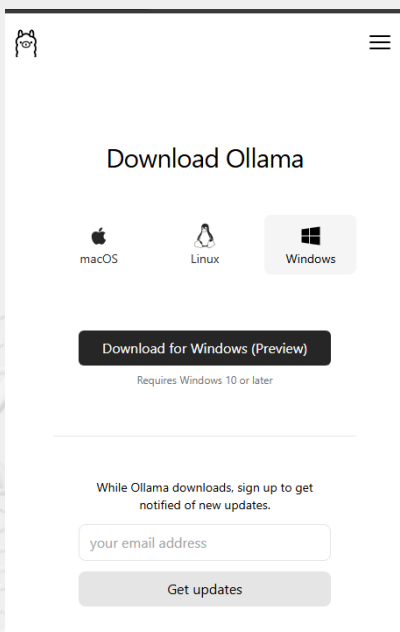 Download Ollama
macOS
Linux
Windows
Download for Windows (Preview)
Requires Windows 10 or later
While Ollama downloads, sign up to get
notified of new updates.
your email address
Get updates